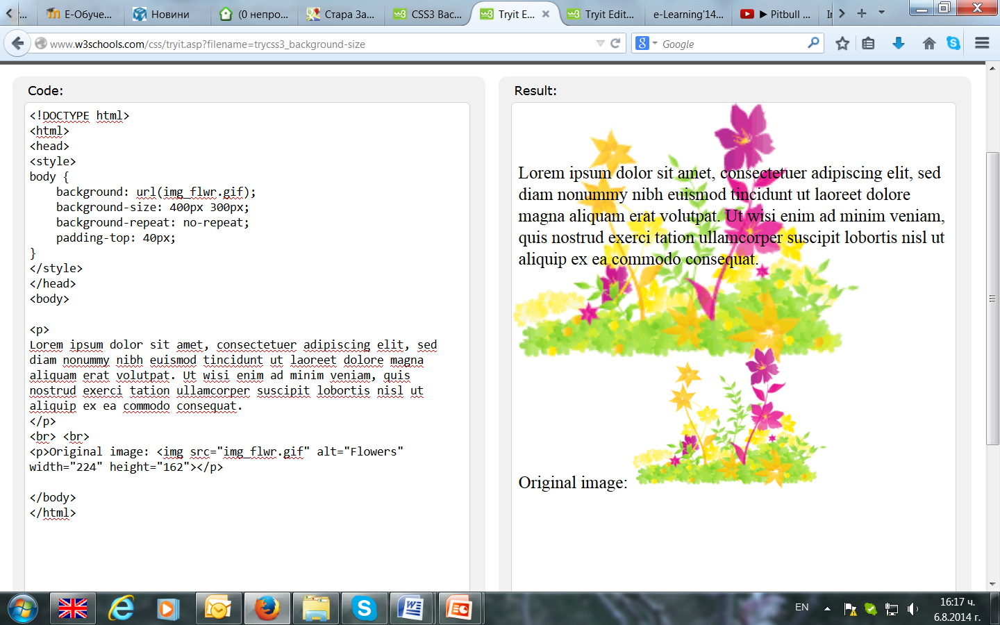 ...
E-Обуче...
Новини
(0 непро...
Стара За...
CSS3 Bac...
Tryit E...
Tryit Edit...
e-Learning'14...
▶ Pitbull ...
www.w3schools.com/css/tryit.asp?filename=trycss3_background-size
Google
Code:
<!DOCTYPE html>
<html>
<head>
<style>
body {
background: url(img_flwr.gif);
background-size: 400px 300px;
background-repeat: no-repeat;
padding-top: 40px;
}
</style>
</head>
<body>
<p>
Lorem ipsum dolor sit amet, consectetuer adipiscing elit, sed
diam nonummy nibh euismod tincidunt ut laoreet dolore magna
aliquam erat volutpat. Ut wisi enim ad minim veniam, quis
nostrud exerci tation ullamcorper suscipit lobortis nisl ut
aliquip ex ea commodo consequat.
</p>
<br> <br>
<p>Original image: <img src="img_flwr.gif" alt="Flowers"
width="224" height="162"></p>
</body>
</html>
Result:
Lorem ipsum dolor sit amet, consectetuer adipiscing elit, sed
diam nonummy nibh euismod tincidunt ut laoreet dolore
magna aliquam erat volutpat. Ut wisi enim ad minim veniam,
quis nostrud exerci tation ullamcorper suscipit lobortis nisl ut
aliquip ex ea commodo consequat.
Original image:
EN
16:17 ч.
6.8.2014 г.